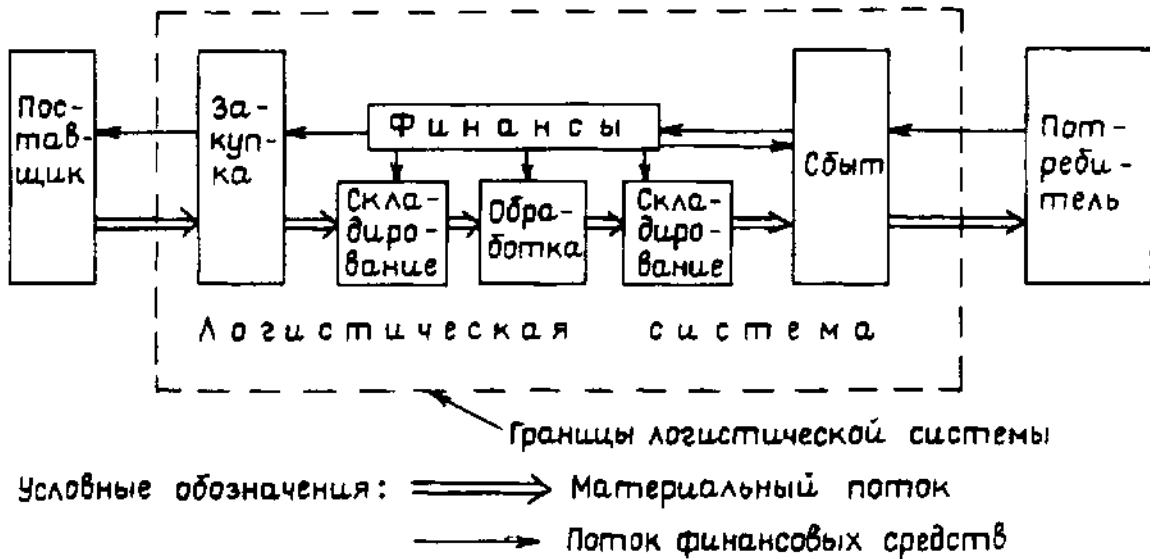 Пос-
тав-
щик
За-
куп-
ка
Финансы
Скла-
диро-
вание
Обра-
ботка
Скла-
диро-
вание
Сбыт
Пот-
реби-
тель
Логистическая система
Границы логистической системы
Условные обозначения: Материальный поток
Поток финансовых средств